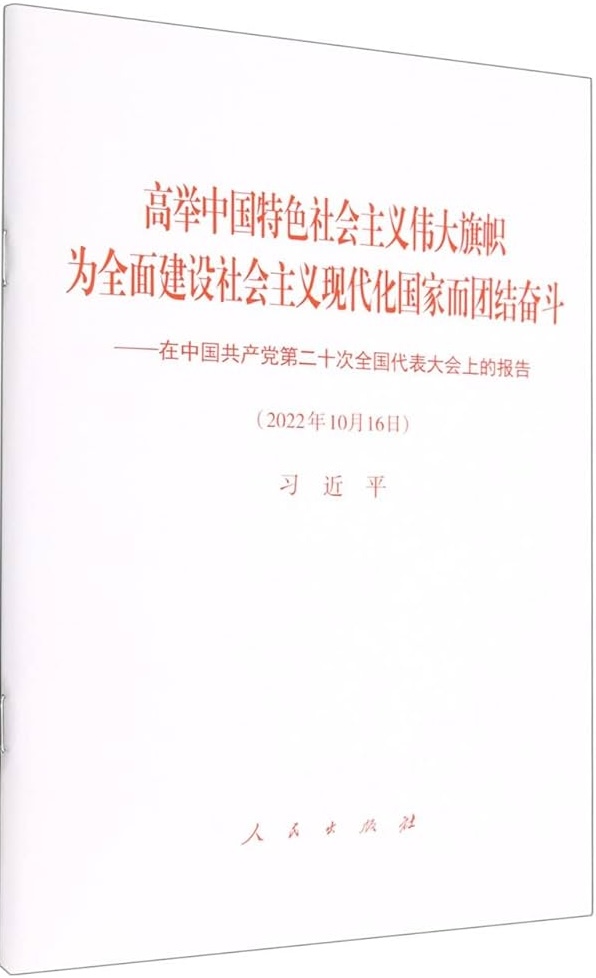 高举中国特色社会主义伟大旗帜
为全面建设社会主义现代化国家而团结奋斗
——在中国共产党第二十次全国代表大会上的报告
（2022年10月16日）
习近平
人民出版社